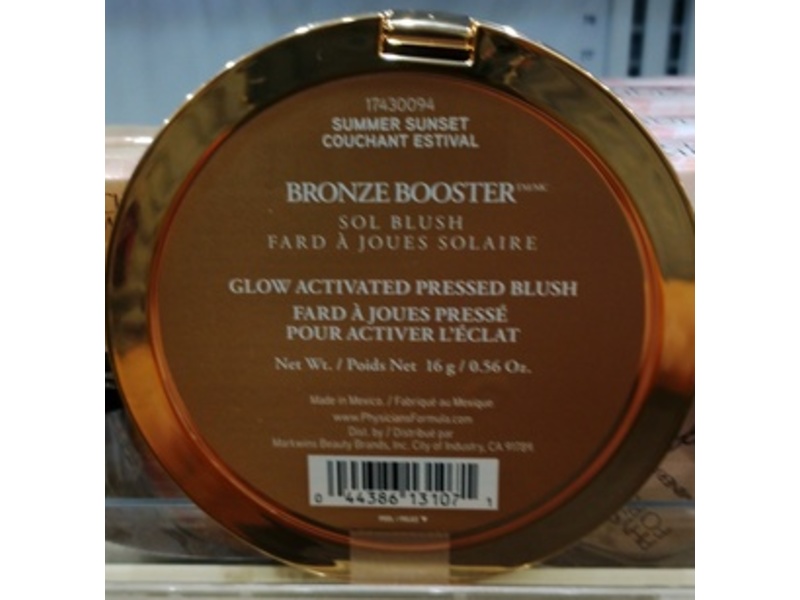 17430094
SUMMER SUNSET
COUCHANT ESTIVAL
BRONZE BOOSTER™/MC
SOL BLUSH
FARD À JOUES SOLAIRE
GLOW ACTIVATED PRESSED BLUSH
FARD À JOUES PRESSÉ
POUR ACTIVER L'ÉCLAT
Net Wt. / Poids Net 16 g / 0.56 Oz.
Made in Mexico. / Fabriqué au Mexique
www.PhysiciansFormula.com
Dist. by / Distribué par
Markwins Beauty Brands, Inc. City of Industry, CA 91789.
0 44386 13107 1